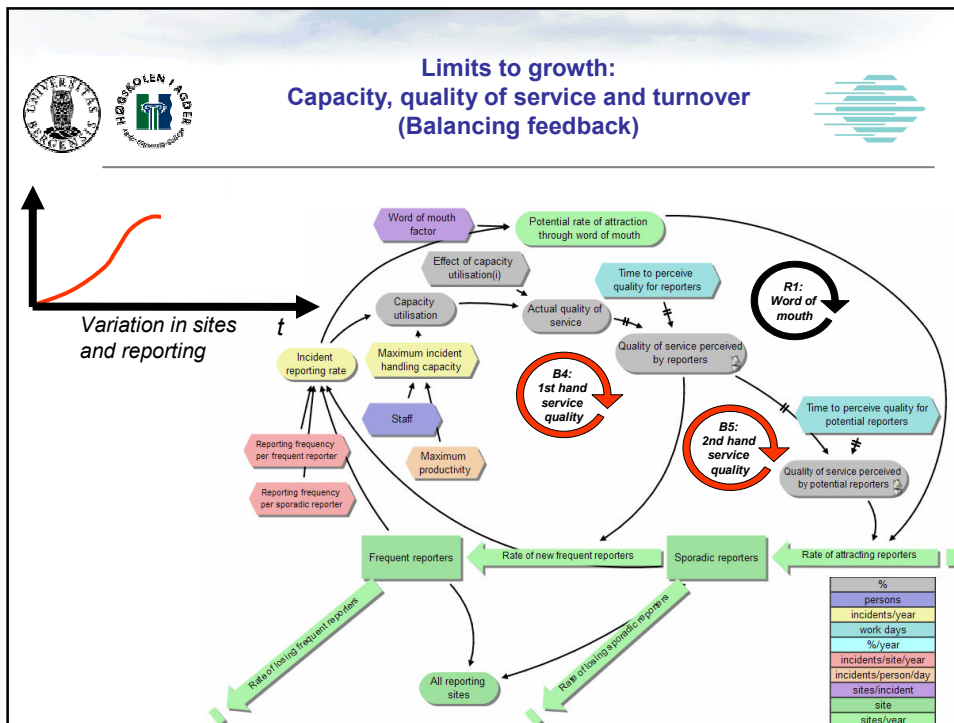 Limits to growth:
Capacity, quality of service and turnover
(Balancing feedback)
UNIVERSITAS
BERGENSIS
HØGSKOLEN I AGDER
Agder University College
Word of mouth
factor
Potential rate of attraction
through word of mouth
Effect of capacity
utilisation(i)
Time to perceive
quality for reporters
R1:
Word of
mouth
Capacity
utilisation
Actual quality of
service
Variation in sites
and reporting
t
Incident
reporting rate
Maximum incident
handling capacity
Quality of service perceived
by reporters
B4:
1st hand
service
quality
Staff
Maximum
productivity
B5:
2nd hand
service
quality
Time to perceive quality for
potential reporters
Reporting frequency
per frequent reporter
Reporting frequency
per sporadic reporter
Quality of service perceived
by potential reporters
Frequent reporters
Rate of new frequent reporters
Sporadic reporters
Rate of attracting reporters
Rate of losing frequent reporters
All reporting
sites
Rate of losing sporadic reporters
%
persons
incidents/year
work days
%/year
incidents/site/year
incidents/person/day
sites/incident
site
sites/year